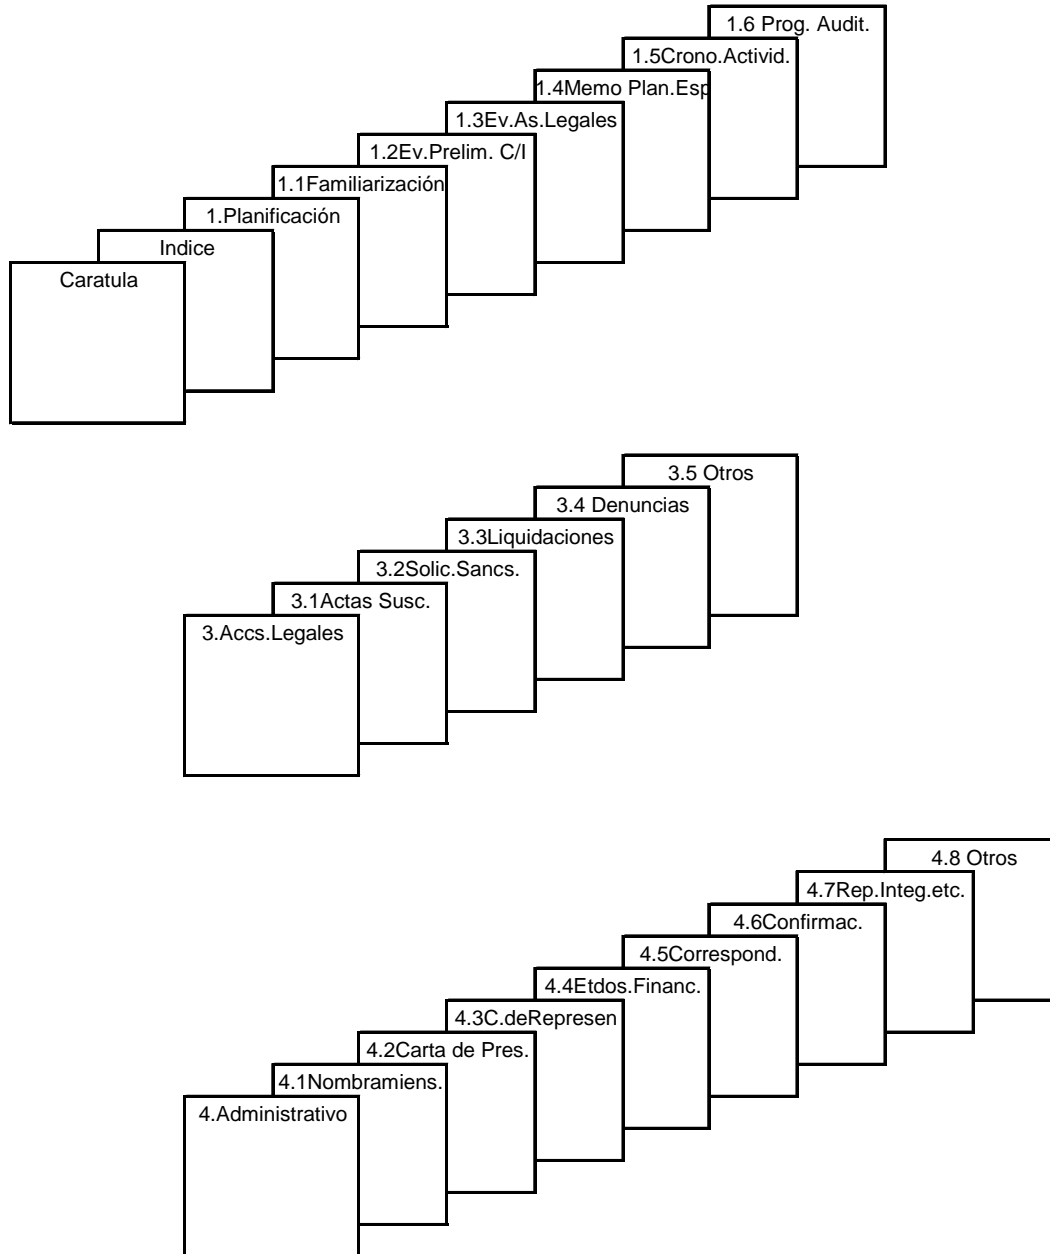 1.6 Prog. Audit.
1.5Crono.Activid.
1.4Memo Plan.Esp
1.3Ev.As.Legales
1.2Ev.Prelim. C/I
1.1Familiarización
1.Planificación
Indice
Caratula
3.5 Otros
3.4 Denuncias
3.3Liquidaciones
3.2Solic.Sancs.
3.1Actas Susc.
3.Accs.Legales
4.8 Otros
4.7Rep.Integ.etc.
4.6Confirmac.
4.5Correspond.
4.4Etdos.Financ.
4.3C.deRepresen
4.2Carta de Pres.
4.1Nombramiens.
4.Administrativo